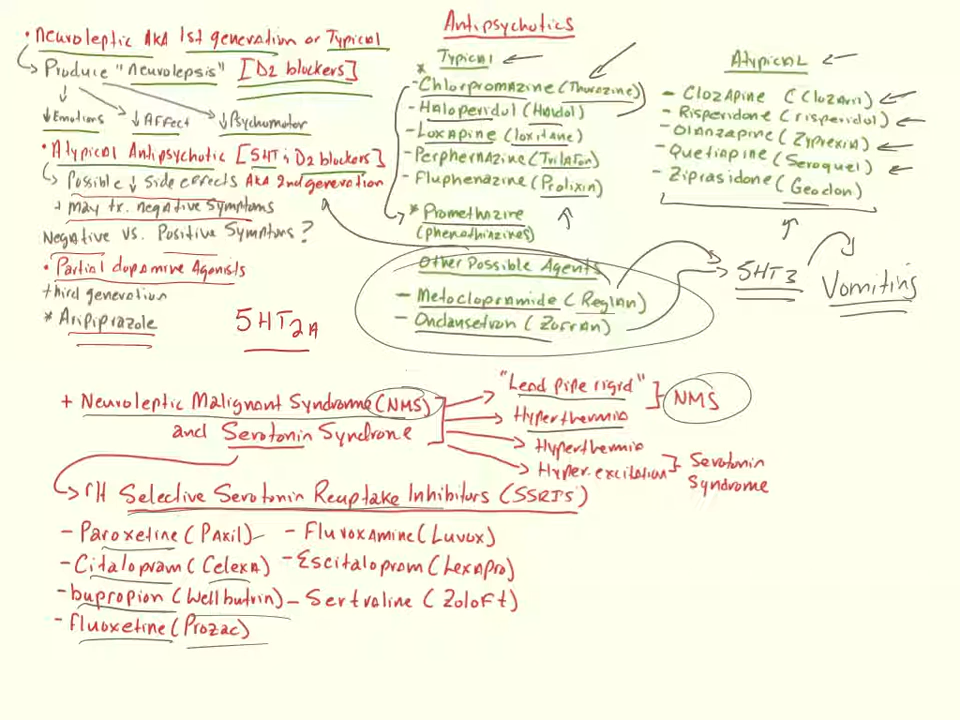 • Neuroleptic AKA 1st generation or Typical
Produce "Neurolepsis" [D2 blockers]
↓Emotions ↓Affect ↓Psychomotor
• Atypical Antipsychotic [5HT ; D2 blockers]
Possible ↓ Side effects AKA 2nd generation
+ may tx. negative Symptoms
Negative vs. Positive Symptoms?
• Partial dopamine Agonists
+third generation
* Aripiprazole
5HT2A
Antipsychotics
Typical
* - Chlorpromazine (Thorazine)
- Haloperidol (Haldol)
- Loxapine (loxitane)
- Perphernazine (Trilafon)
- Fluphenazine (Prolixin)
* Promethazine
(phenothiazines)
Other Possible Agents
- Metoclopramide (Reglan)
- Ondansetron (Zofran)
Atypical
- Clozapine (Clozaril)
- Risperidone (risperidol)
- Olanzapine (Zyprexin)
- Quetiapine (Seroquel)
- Ziprasidone (Geodon)
5HT3
Vomiting
+ Neuroleptic Malignant Syndrome (NMS)
and Serotonin Syndrome
"Lead pipe rigid"
Hyperthermia
NMS
Hyperthermia
Hyper.excitation
Serotonin
Syndrome
Selective Serotonin Reuptake Inhibitors (SSRIS)
- Paroxetine (Paxil) - Fluvoxamine (Luvox)
- Citalopram (Celexa) - Escitalopram (Lexapro)
- bupropion (Wellbutrin) - Sertraline (Zoloft)
- fluoxetine (Prozac)